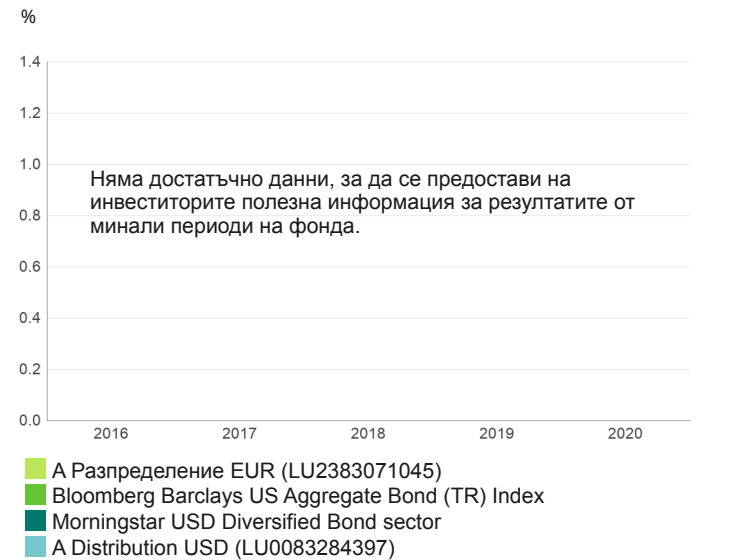 %
1.4
1.2
1.0
Няма достатъчно данни, за да се предостави на
инвеститорите полезна информация за резултатите от
0.8
минали периоди на фонда.
0.6
0.4
0.2
0.0
2016 2017 2018 2019 2020
А Разпределение EUR (LU2383071045)
Bloomberg Barclays US Aggregate Bond (TR) Index
Morningstar USD Diversified Bond sector
A Distribution USD (LU0083284397)